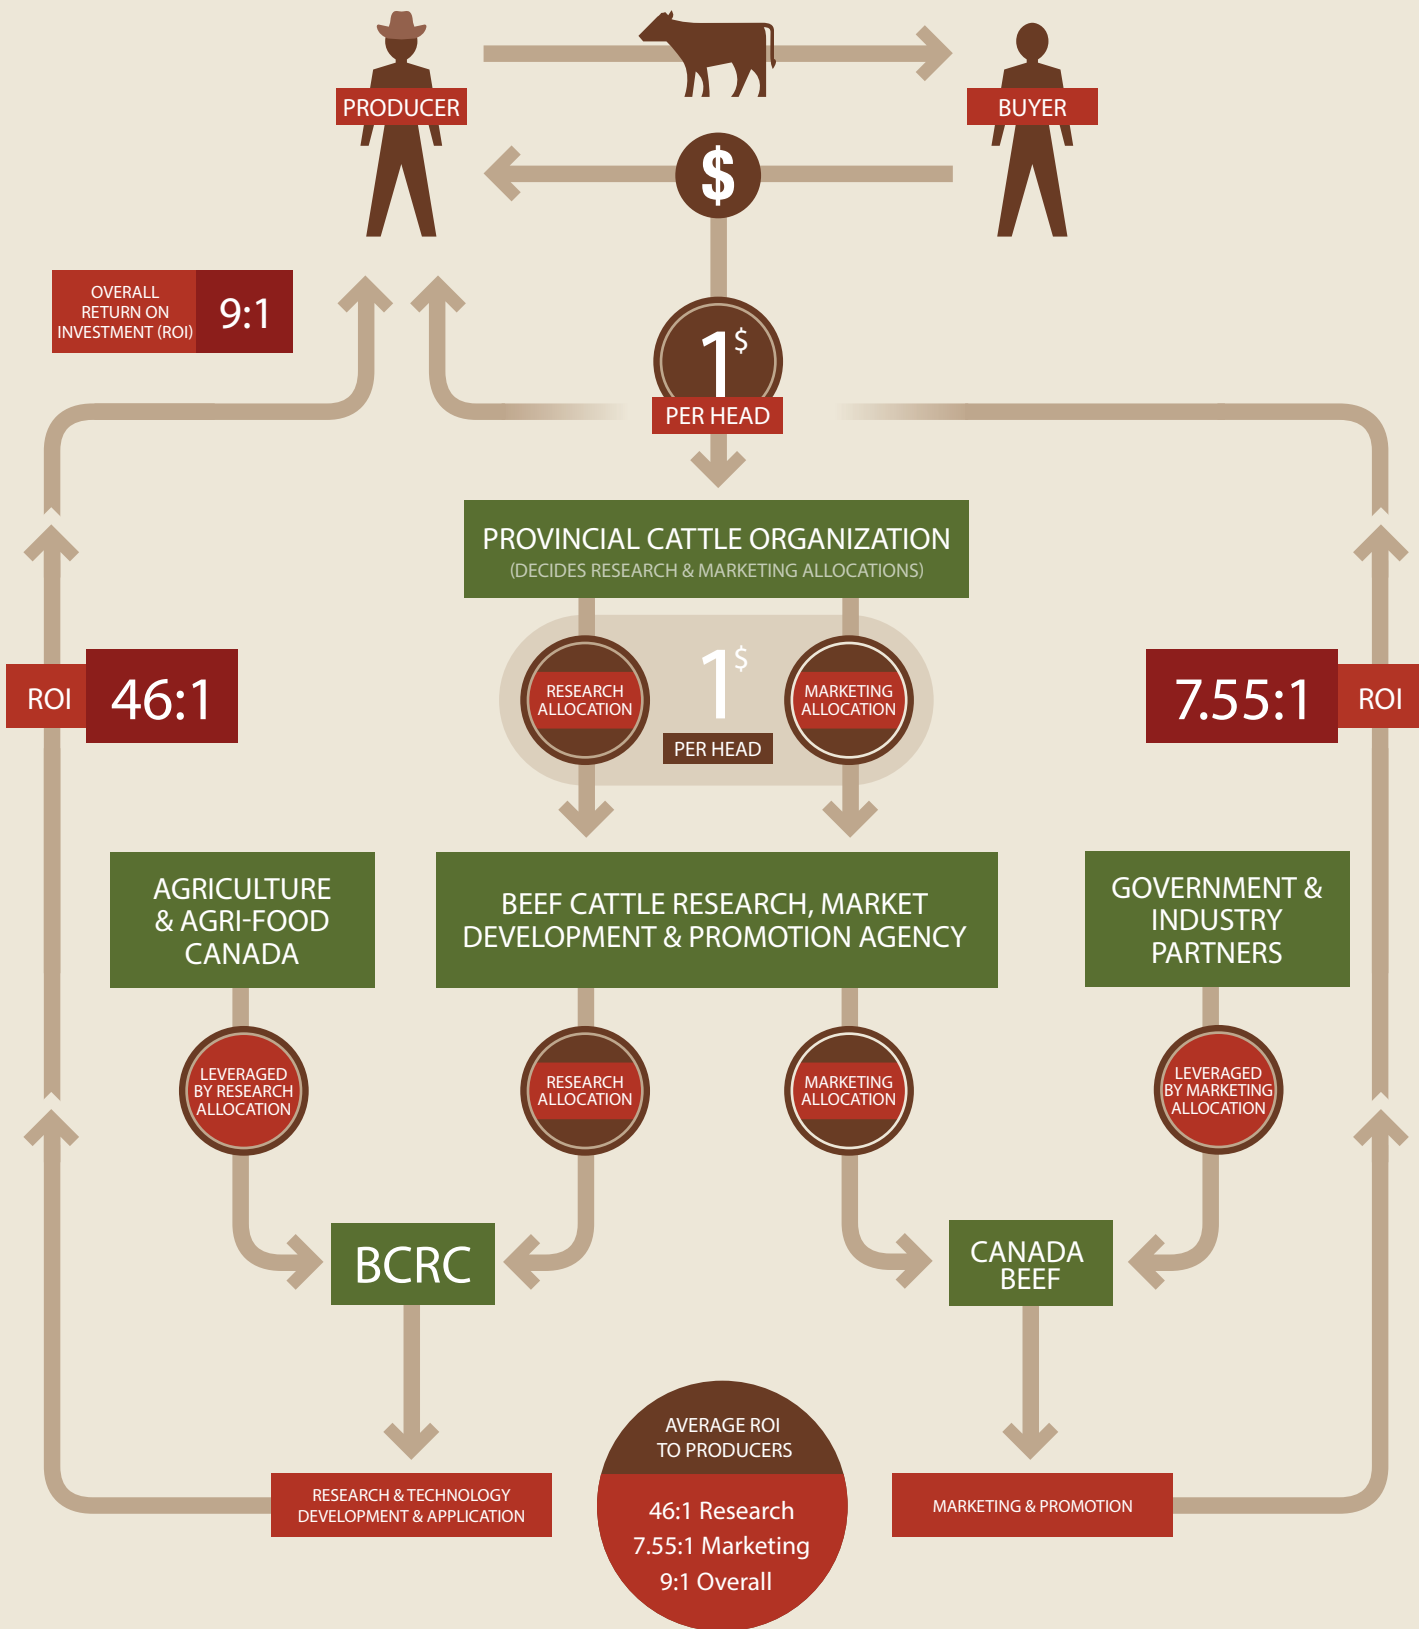 PRODUCER
BUYER
$
OVERALL
RETURN ON
INVESTMENT (ROI)
9:1
1$
PER HEAD
PROVINCIAL CATTLE ORGANIZATION
(DECIDES RESEARCH & MARKETING ALLOCATIONS)
RESEARCH
ALLOCATION
1$
PER HEAD
MARKETING
ALLOCATION
ROI
46:1
7.55:1
ROI
AGRICULTURE
& AGRI-FOOD
CANADA
BEEF CATTLE RESEARCH, MARKET
DEVELOPMENT & PROMOTION AGENCY
GOVERNMENT &
INDUSTRY
PARTNERS
LEVERAGED
BY RESEARCH
ALLOCATION
RESEARCH
ALLOCATION
MARKETING
ALLOCATION
LEVERAGED
BY MARKETING
ALLOCATION
BCRC
CANADA
BEEF
RESEARCH & TECHNOLOGY
DEVELOPMENT & APPLICATION
AVERAGE ROI
TO PRODUCERS
46:1 Research
7.55:1 Marketing
9:1 Overall
MARKETING & PROMOTION